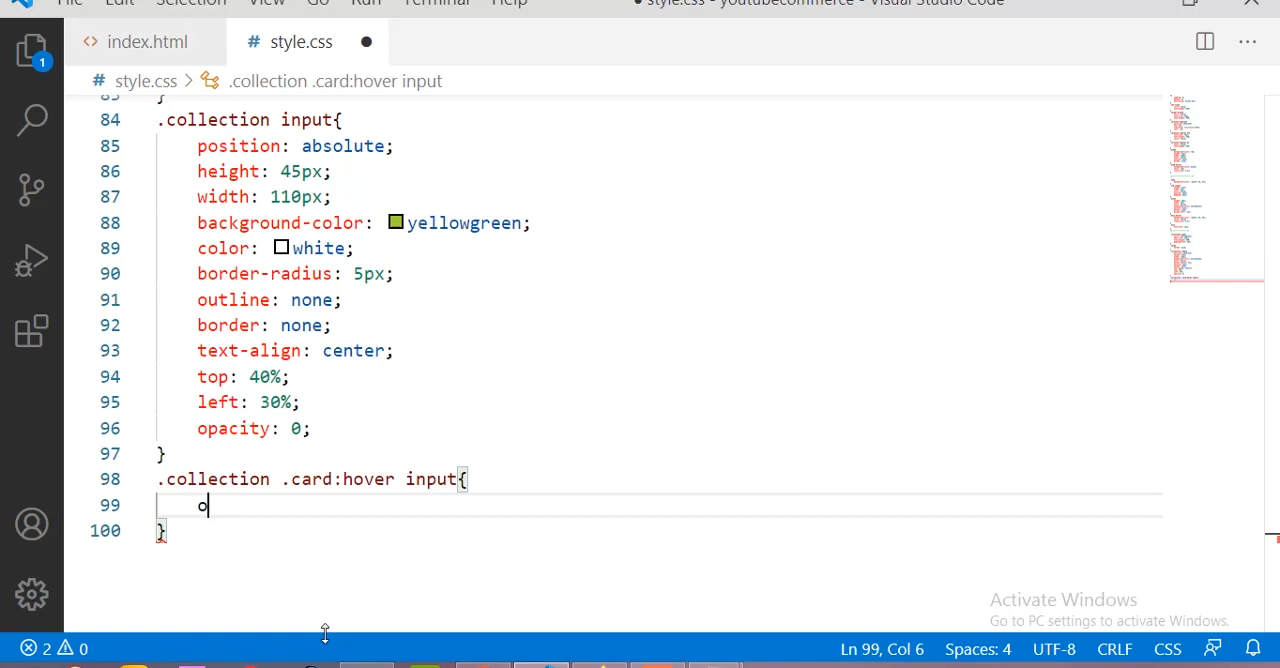 File Edit Selection View Go Run Terminal Help ● style.css - youtubecommerce - Visual Studio Code
index.html # style.css ●
# style.css > .collection .card:hover input
83 }
84 .collection input{
85 position: absolute;
86 height: 45px;
87 width: 110px;
88 background-color: yellowgreen;
89 color: white;
90 border-radius: 5px;
91 outline: none;
92 border: none;
93 text-align: center;
94 top: 40%;
95 left: 30%;
96 opacity: 0;
97 }
98 .collection .card:hover input{
99 o
100 }
1
Activate Windows
Go to PC settings to activate Windows.
2 0 Ln 99, Col 6 Spaces: 4 UTF-8 CRLF CSS